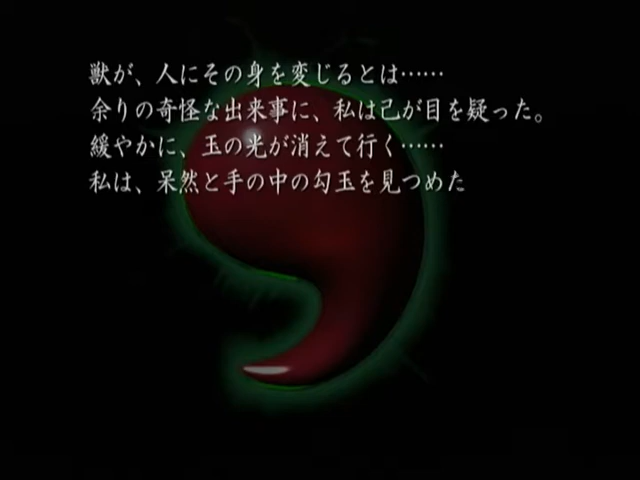 獣が、人にその身を変じるとは……
余りの奇怪な出来事に、私は己が目を疑った。
緩やかに、玉の光が消えて行く……
私は、呆然と手の中の勾玉を見つめた